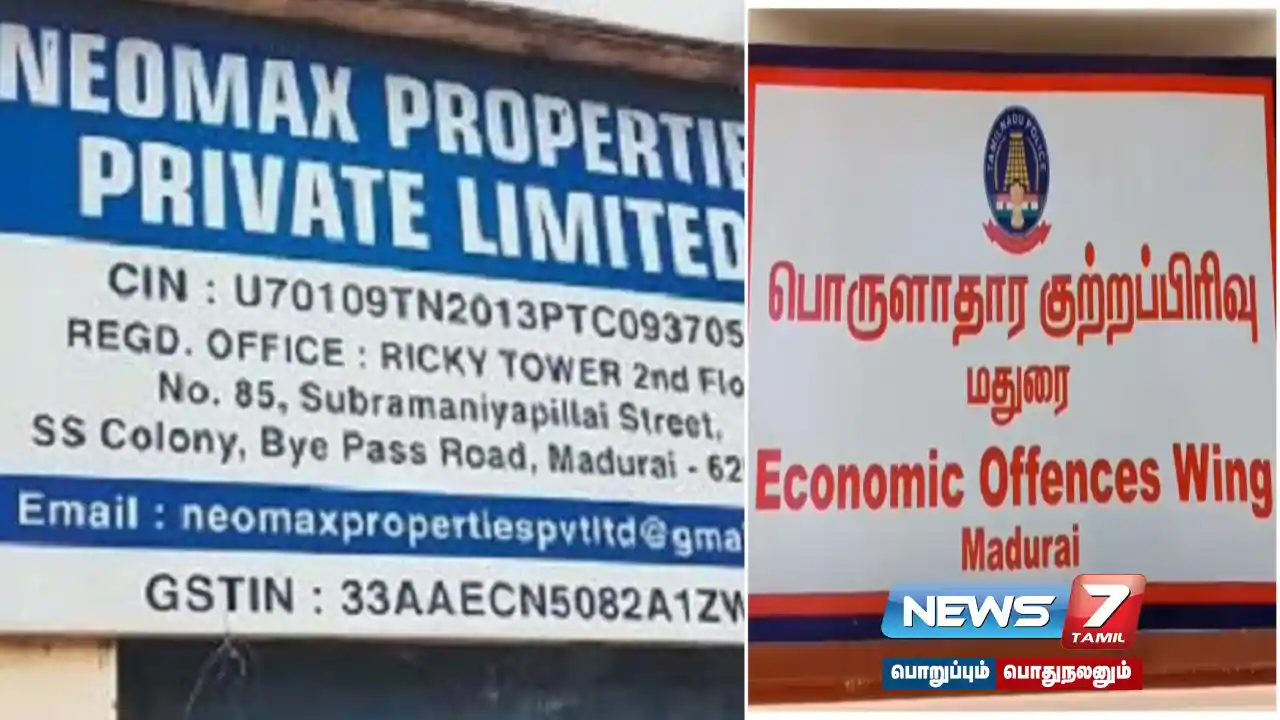 NEOMAX PROPERTIE
PRIVATE LIMITED
CIN : U70109TN2013PTC093705
REGD. OFFICE : RICKY TOWER 2nd Flo
No. 85, Subramaniyapillai Street,
SS Colony, Bye Pass Road, Madurai - 62
Email : neomaxpropertiespvtltd@gma
GSTIN : 33AAECN5082A1ZW
TAMILNADU POLICE
பொருளாதார குற்றப்பிரிவு
மதுரை
Economic Offences Wing
Madurai
NEWS 7
TAMIL
பொறுப்பும் பொதுநலனும்